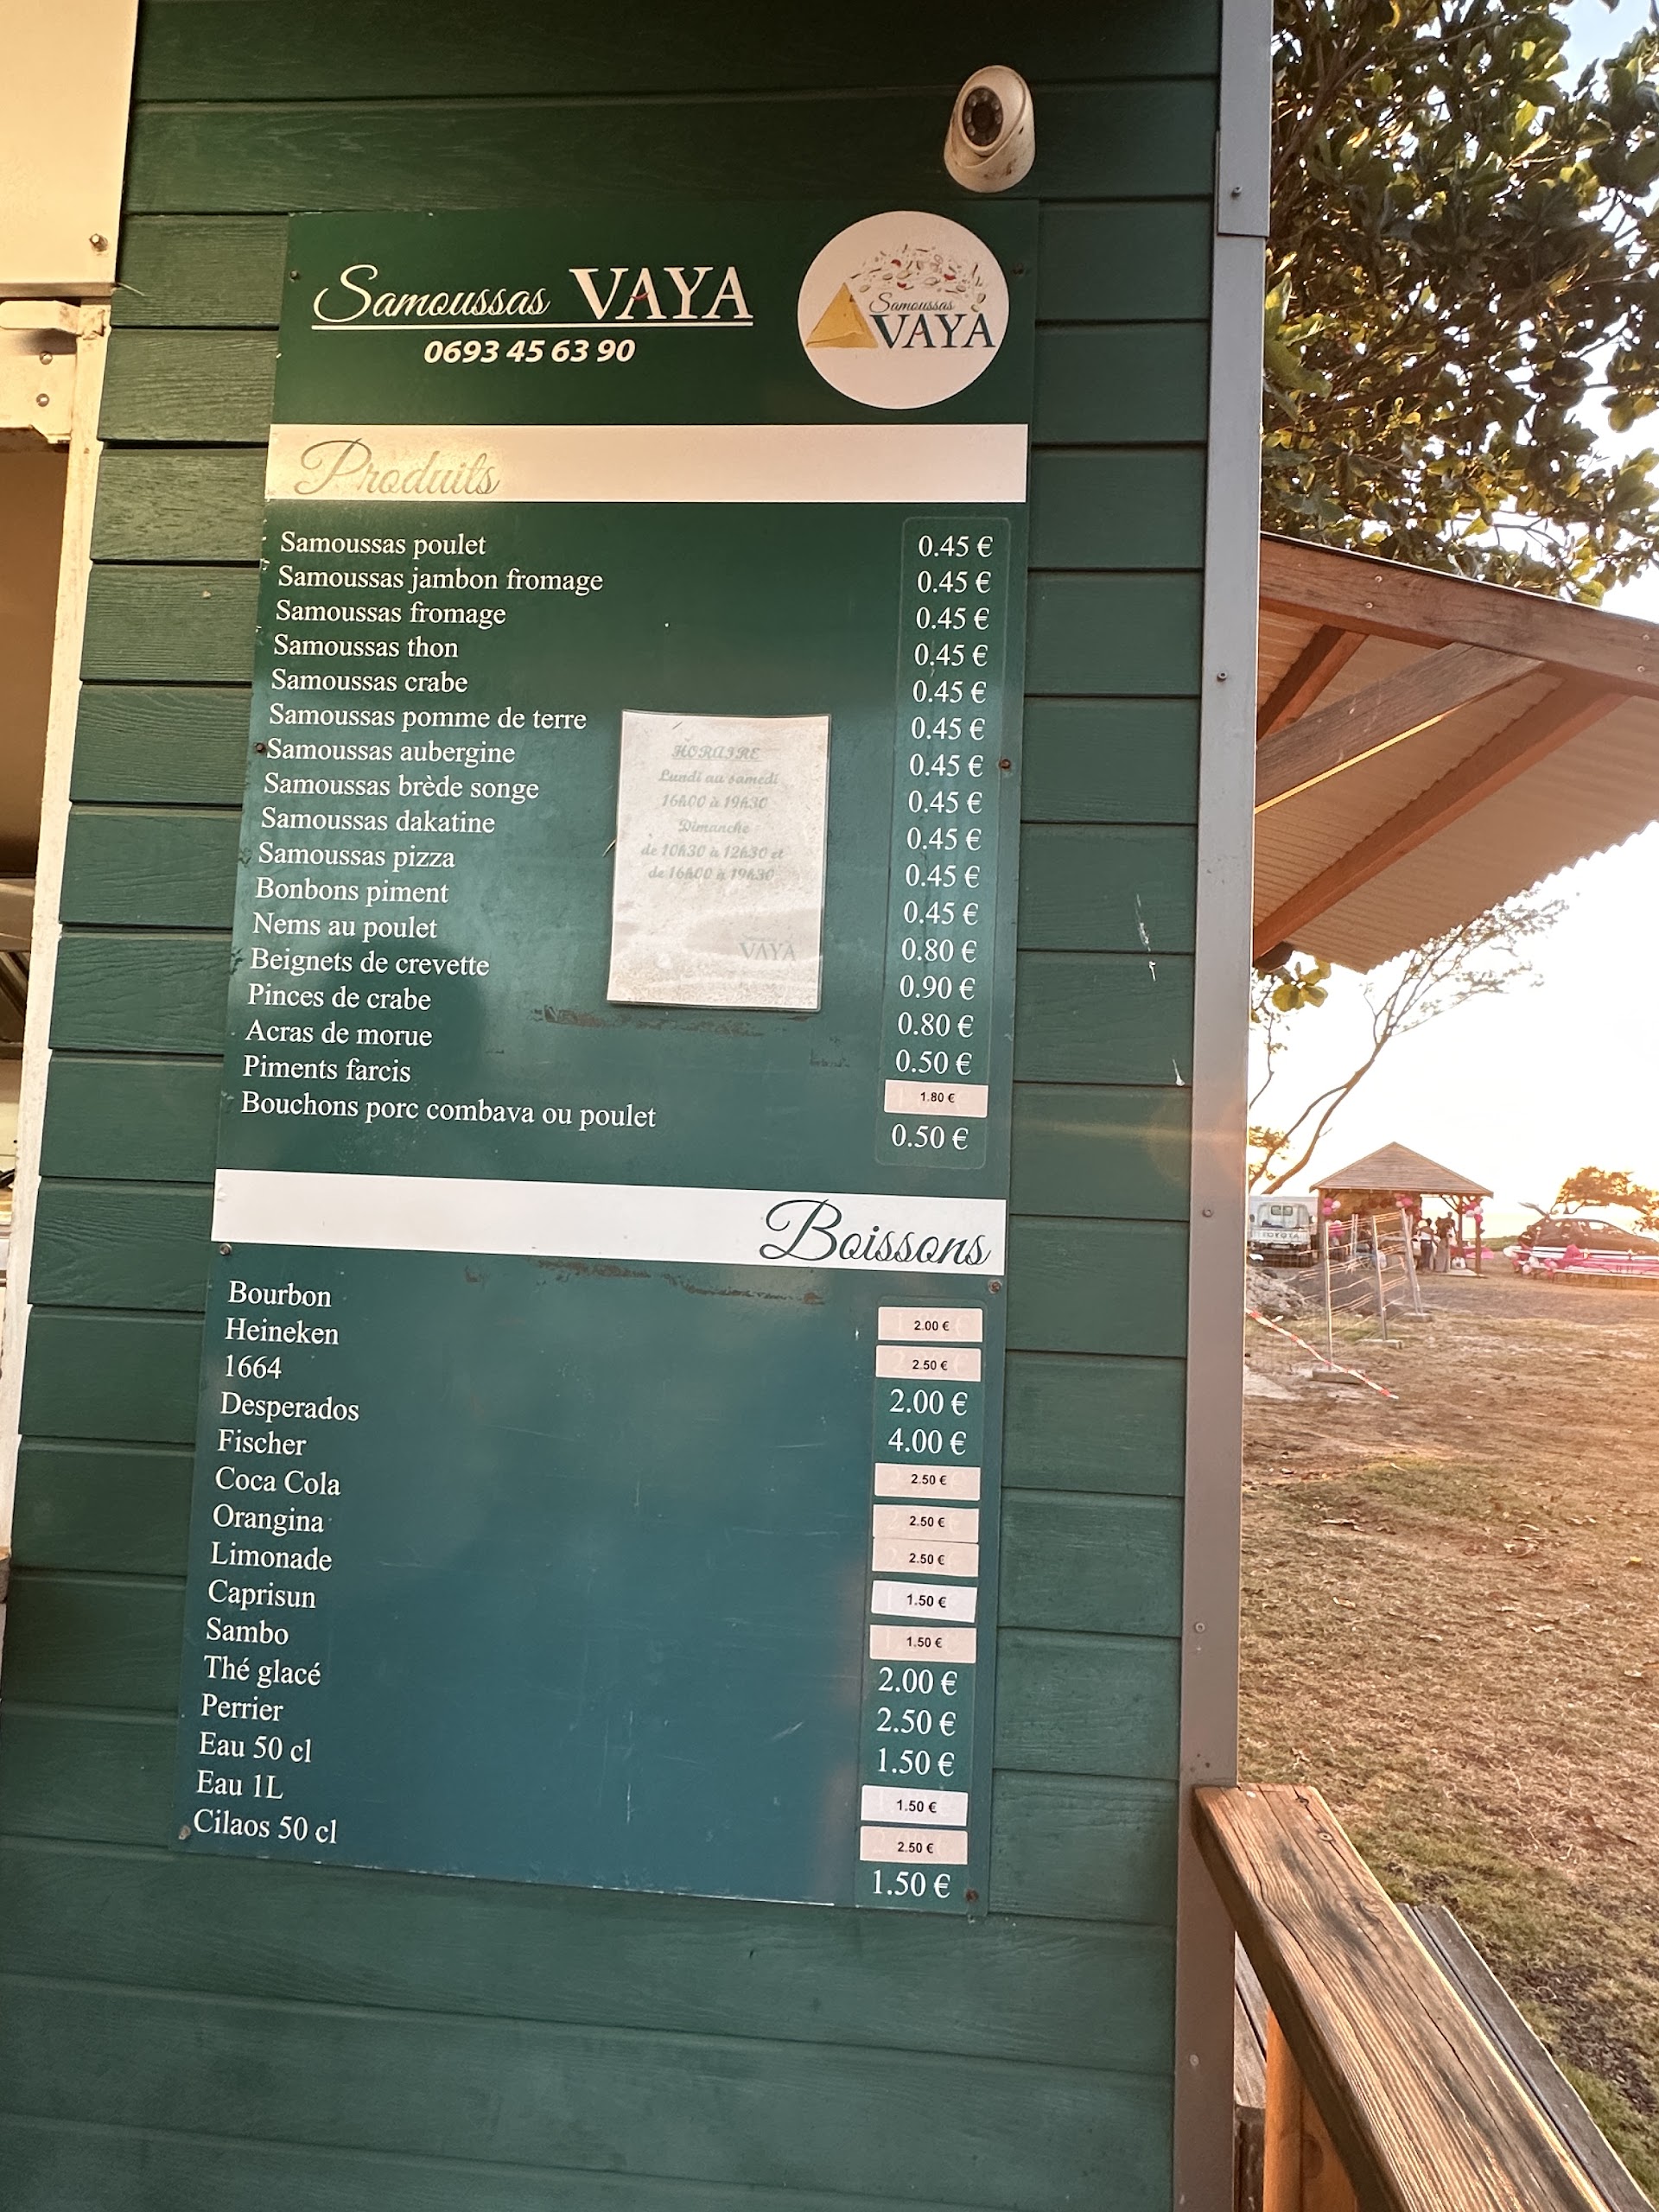 Samoussas VAYA
0693 45 63 90
Samoussas
VAYA
Produits
Samoussas poulet 0.45 €
Samoussas jambon fromage 0.45 €
Samoussas fromage 0.45 €
Samoussas thon 0.45 €
Samoussas crabe 0.45 €
Samoussas pomme de terre 0.45 €
Samoussas aubergine 0.45 €
Samoussas brède songe 0.45 €
Samoussas dakatine 0.45 €
Samoussas pizza 0.45 €
Bonbons piment 0.45 €
Nems au poulet 0.80 €
Beignets de crevette 0.90 €
Pinces de crabe 0.80 €
Acras de morue 0.50 €
Piments farcis 1.80 €
Bouchons porc combava ou poulet 0.50 €
HORAIRE
Lundi au samedi
16h00 à 19h30
Dimanche
de 10h30 à 12h30 et
de 16h00 à 19h30
VAYA
Boissons
Bourbon 2.00 €
Heineken 2.50 €
1664 2.00 €
Desperados 4.00 €
Fischer 2.50 €
Coca Cola 2.50 €
Orangina 2.50 €
Limonade 1.50 €
Caprisun 1.50 €
Sambo 2.00 €
Thé glacé 2.50 €
Perrier 1.50 €
Eau 50 cl 1.50 €
Eau 1L 2.50 €
Cilaos 50 cl 1.50 €
TOYOTA